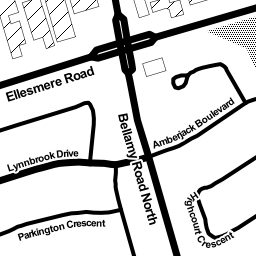 Ellesmere Road
Bellamy Road North
Amberjack Boulevard
Lynnbrook Drive
Highcourt Crescent
Parkington Crescent